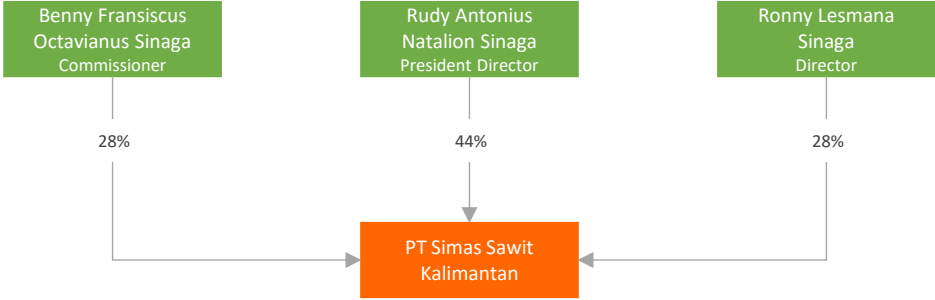 Benny Fransiscus
Octavianus Sinaga
Commissioner
Rudy Antonius
Natalion Sinaga
President Director
Ronny Lesmana
Sinaga
Director
28%
44%
28%
PT Simas Sawit
Kalimantan